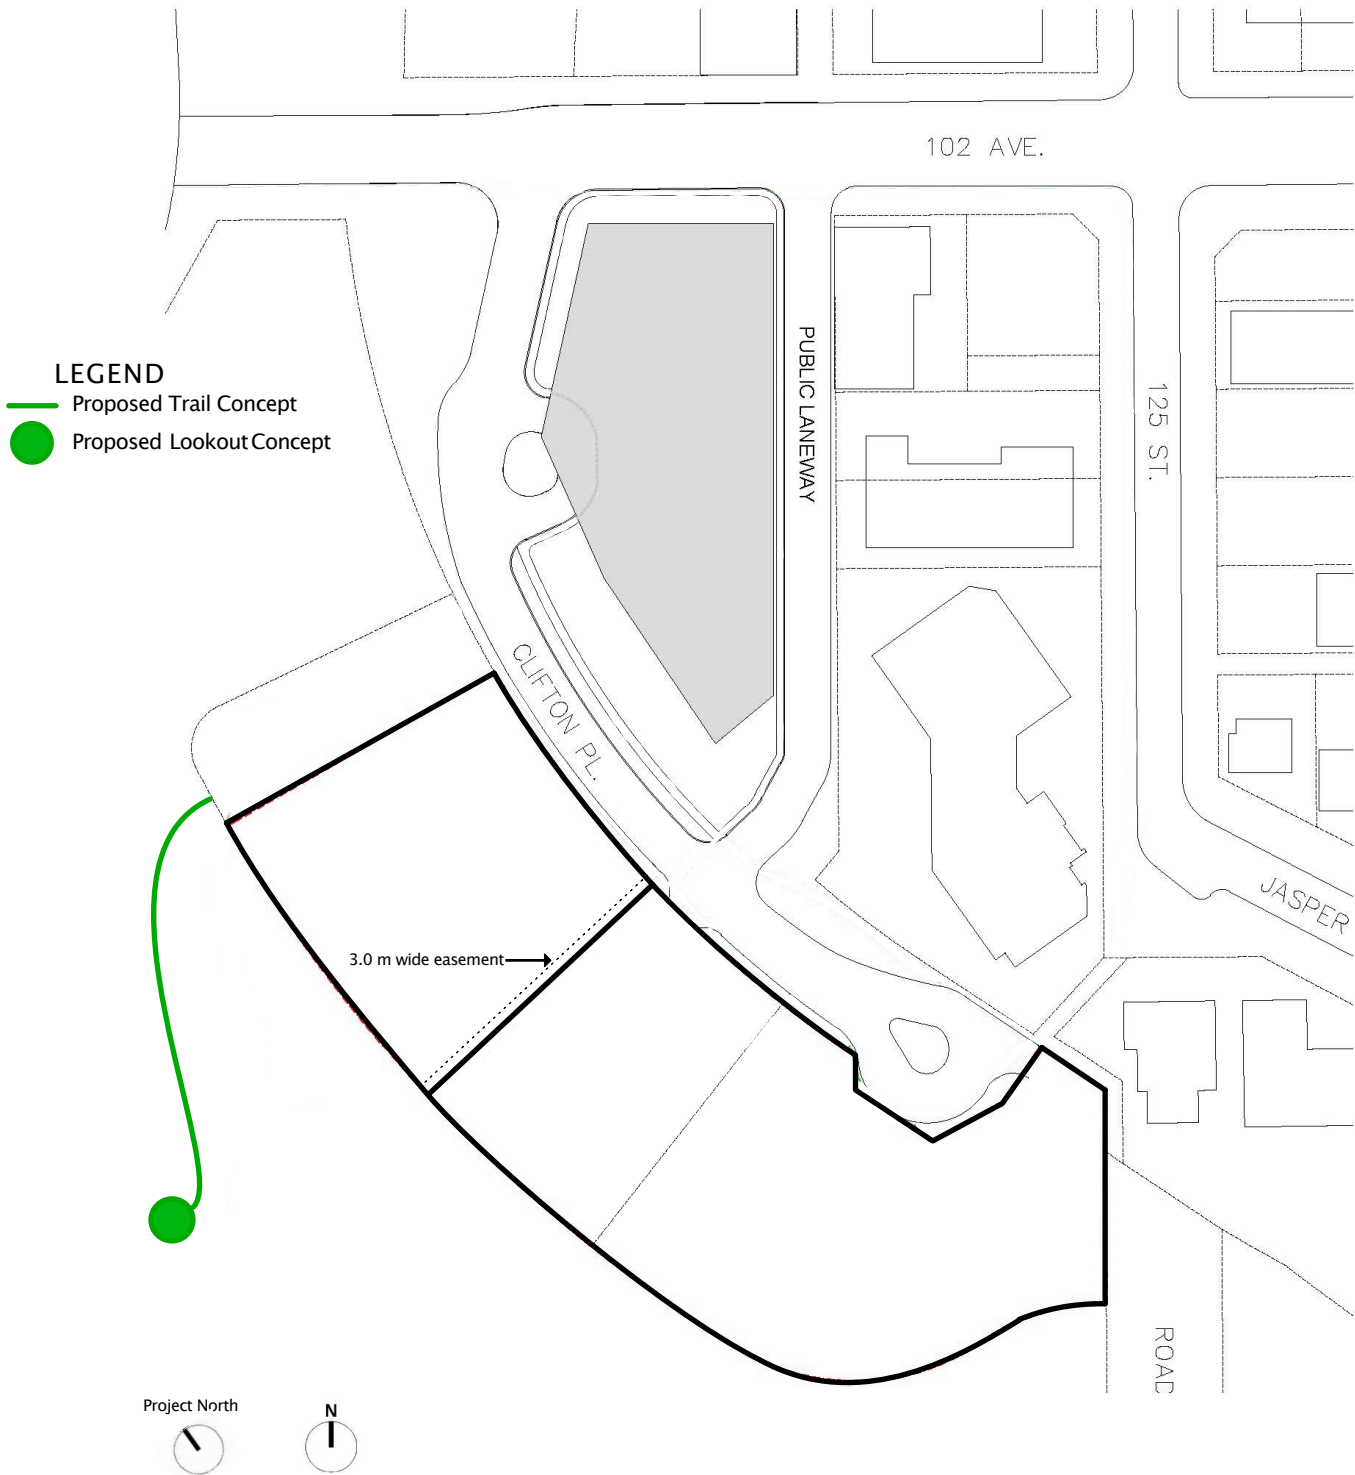 102 AVE.
LEGEND
Proposed Trail Concept
Proposed Lookout Concept
PUBLIC LANEWAY
125 ST.
CLIFTON PL.
JASPER
3.0 m wide easement
ROAD
Project North
N